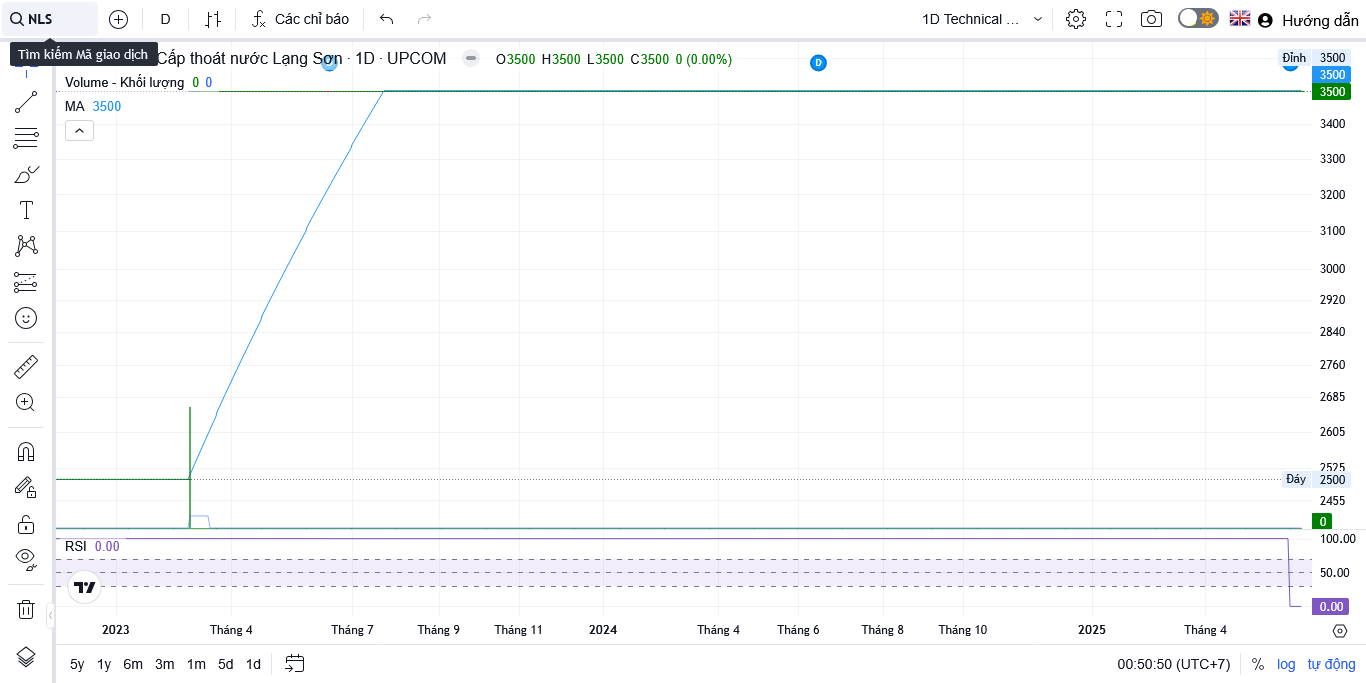 NLS D Các chỉ báo 1D Technical ... Hướng dẫn
Tìm kiếm Mã giao dịch
Cấp thoát nước Lạng Sơn · 1D · UPCOM O3500 H3500 L3500 C3500 0 (0.00%)
D
Đỉnh 3500
3500
3500
Volume - Khối lượng 0 0
MA 3500
3400
3300
3200
3100
3000
2920
2840
2760
2685
2605
2525
Đáy 2500
2455
0
RSI 0.00
100.00
50.00
0.00
2023 Tháng 4 Tháng 7 Tháng 9 Tháng 11 2024 Tháng 4 Tháng 6 Tháng 8 Tháng 10 2025 Tháng 4
5y 1y 6m 3m 1m 5d 1d 00:50:50 (UTC+7) % log tự động